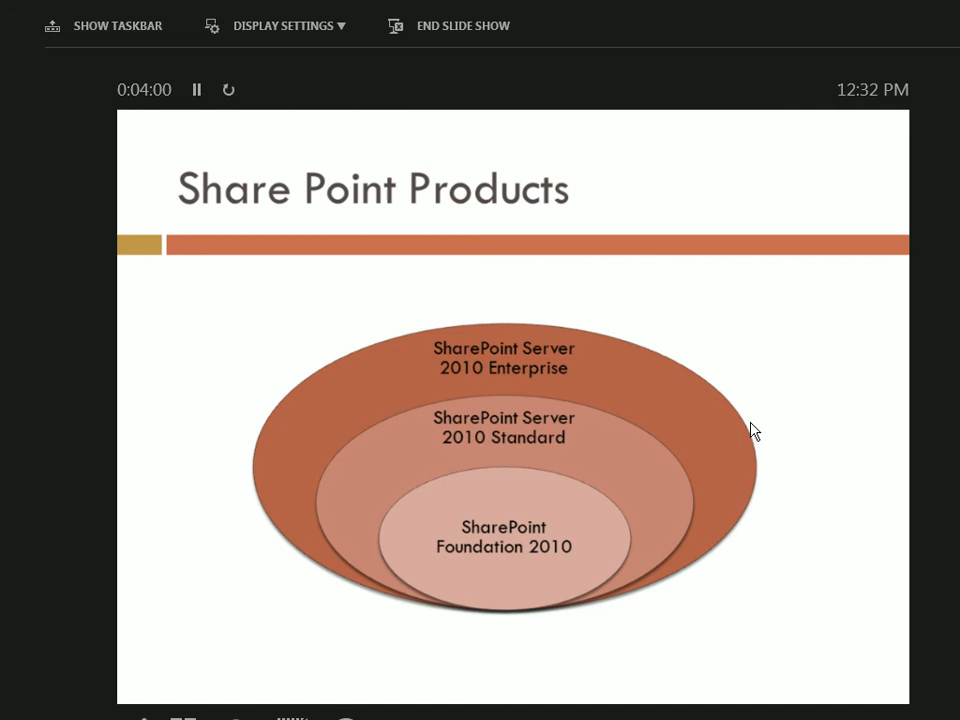 SHOW TASKBAR DISPLAY SETTINGS ▼ END SLIDE SHOW
0:04:00 12:32 PM
Share Point Products
SharePoint Server
2010 Enterprise
SharePoint Server
2010 Standard
SharePoint
Foundation 2010